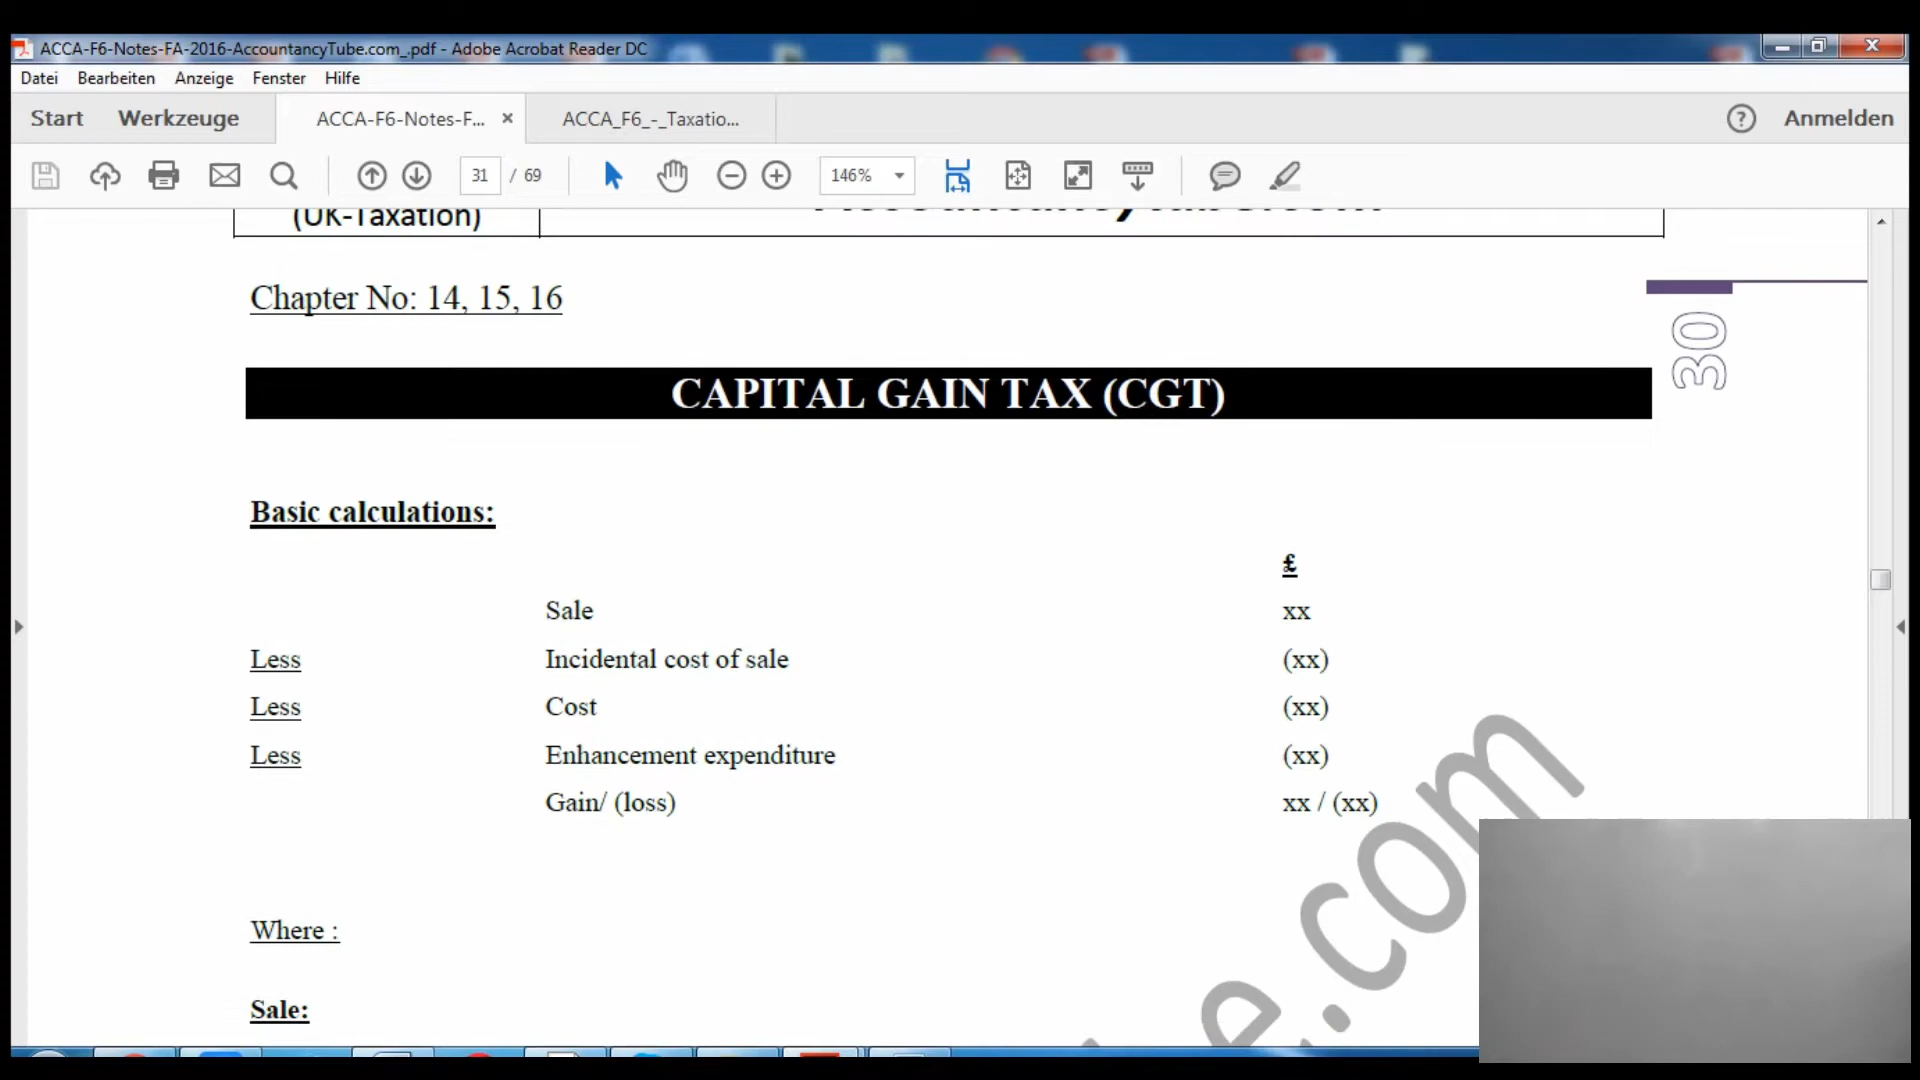 ACCA-F6-Notes-FA-2016-AccountancyTube.com_.pdf - Adobe Acrobat Reader DC
Datei Bearbeiten Anzeige Fenster Hilfe
Start Werkzeuge ACCA-F6-Notes-F... ACCA_F6_-_Taxatio... Anmelden
31 / 69 146%
(UK-Taxation)
Chapter No: 14, 15, 16
30
CAPITAL GAIN TAX (CGT)
Basic calculations:
£
Sale xx
Less Incidental cost of sale (xx)
Less Cost (xx)
Less Enhancement expenditure (xx)
Gain/ (loss) xx / (xx)
Where :
Sale:
e.com